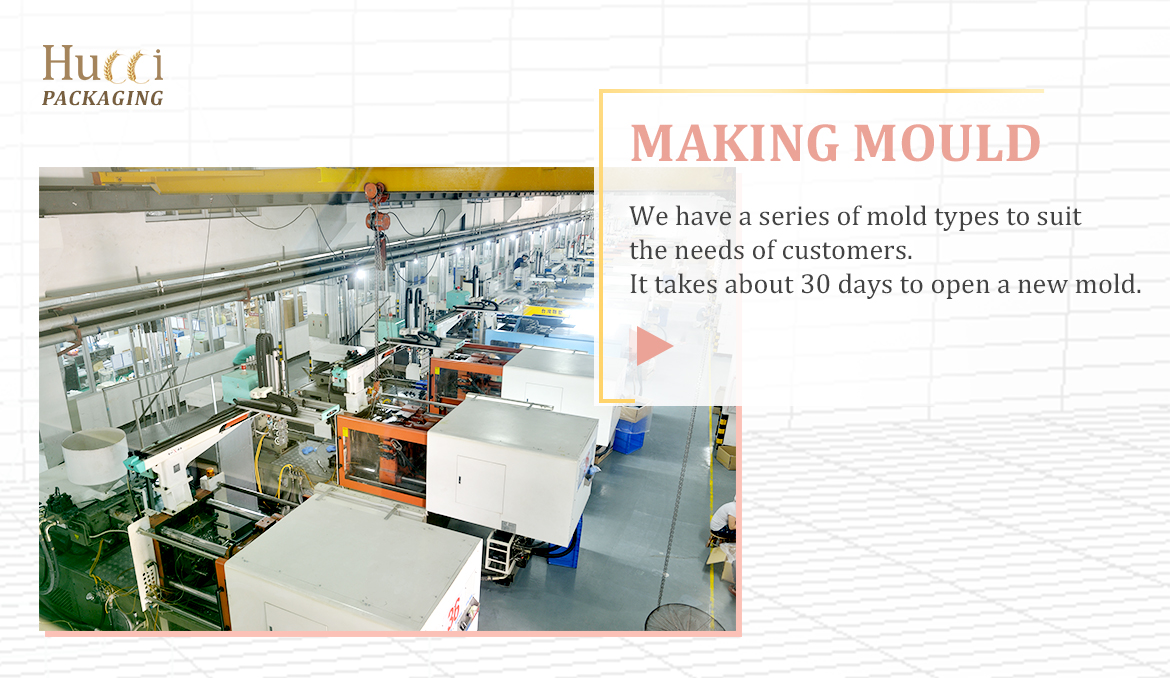 Hucci
PACKAGING
MAKING MOULD
We have a series of mold types to suit
the needs of customers.
It takes about 30 days to open a new mold.
36